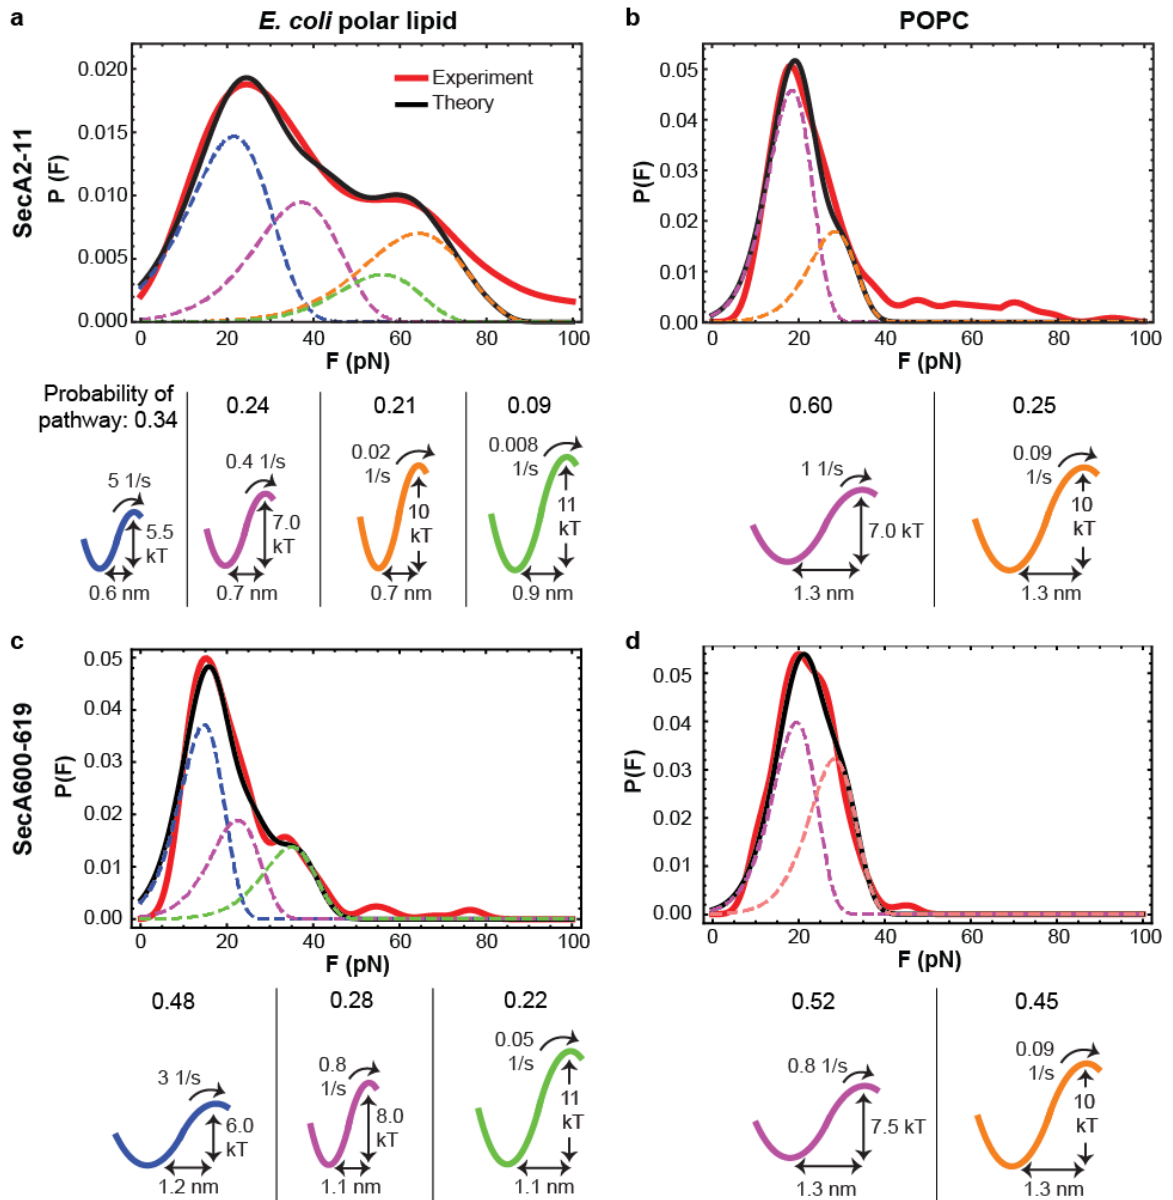 a
E. coli polar lipid
b
POPC
SecA2-11
P (F)
0.020
0.015
0.010
0.005
0.000
Experiment
Theory
0
20
40
60
80
100
F (pN)
P(F)
0.05
0.04
0.03
0.02
0.01
0.00
0
20
40
60
80
100
F (pN)
Probability of
pathway: 0.34
0.24
0.21
0.09
5 1/s
5.5
kT
0.6 nm
0.4 1/s
7.0
kT
0.7 nm
0.02
1/s
10
kT
0.7 nm
0.008
1/s
11
kT
0.9 nm
0.60
0.25
1 1/s
7.0 kT
1.3 nm
0.09
1/s
10
kT
1.3 nm
c
d
SecA600-619
P(F)
0.05
0.04
0.03
0.02
0.01
0.00
0
20
40
60
80
100
F (pN)
P(F)
0.05
0.04
0.03
0.02
0.01
0.00
0
20
40
60
80
100
F (pN)
0.48
0.28
0.22
3 1/s
6.0
kT
1.2 nm
0.8
1/s
8.0
kT
1.1 nm
0.05
1/s
11
kT
1.1 nm
0.52
0.45
0.8 1/s
7.5 kT
1.3 nm
0.09
1/s
10
kT
1.3 nm